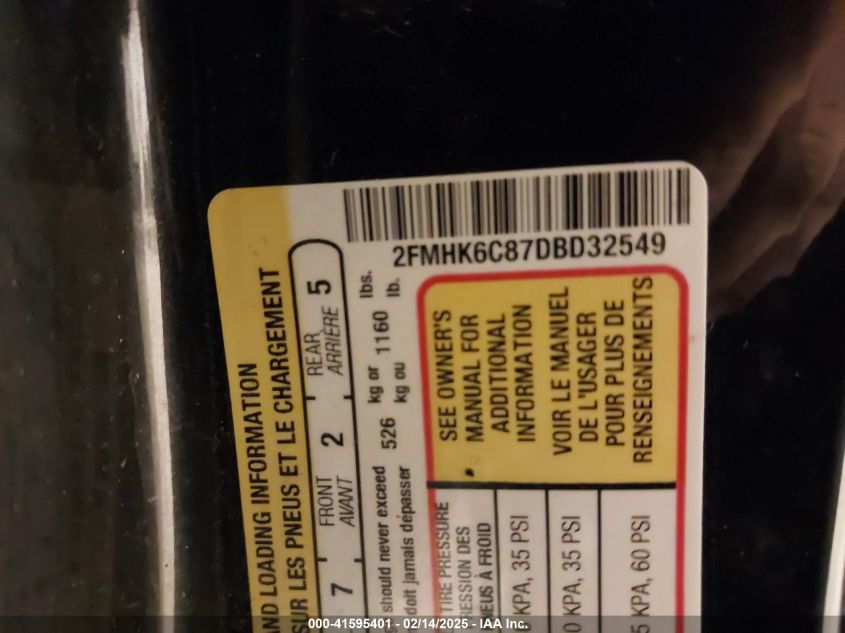 2FMHK6C87DBD32549
AND LOADING INFORMATION
SUR LES PNEUS ET LE CHARGEMENT
7 FRONT 2 REAR 5
AVANT ARRIÈRE
should never exceed 526 kg or 1160 lbs.
doit jamais dépasser kg ou lb.
TIRE PRESSURE
À FROID
KPA, 35 PSI
KPA, 35 PSI
KPA, 60 PSI
SEE OWNER'S
MANUAL FOR
ADDITIONAL
INFORMATION
VOIR LE MANUEL
DE L'USAGER
POUR PLUS DE
RENSEIGNEMENTS
000-41595401 - 02/14/2025 - IAA Inc.